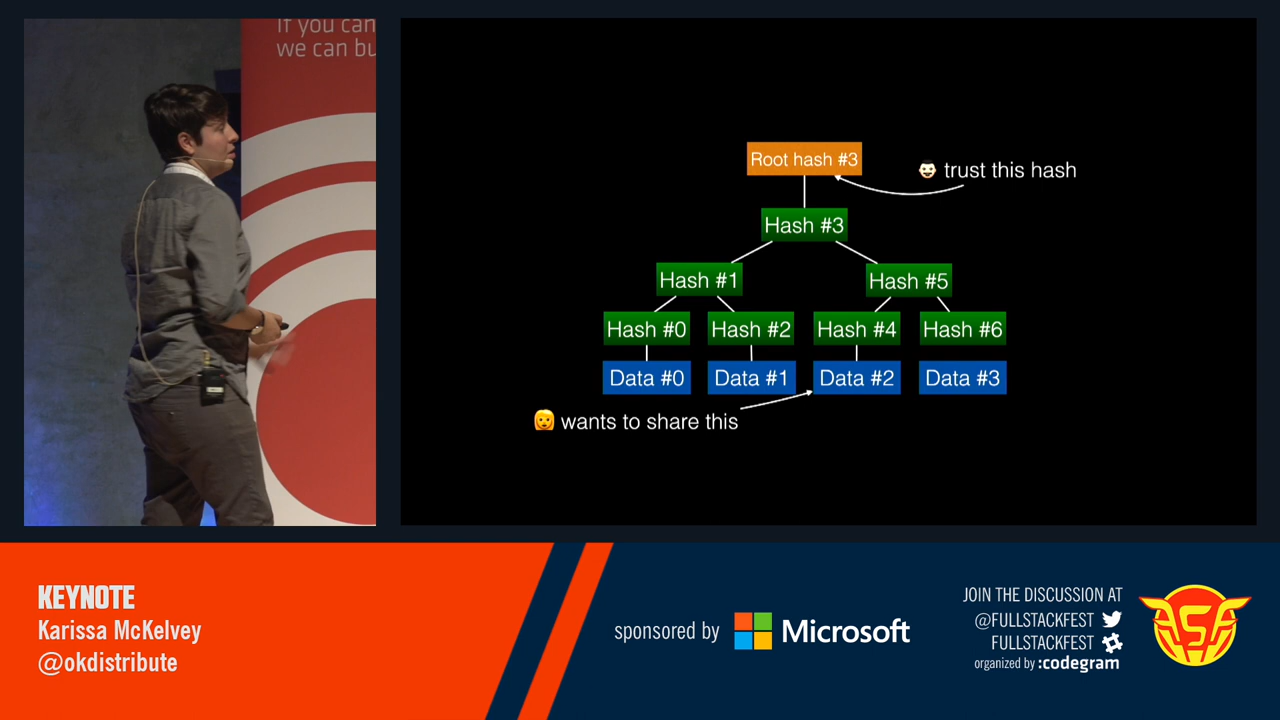 If you can
we can bu
Root hash #3
trust this hash
Hash #3
Hash #1
Hash #5
Hash #0
Hash #2
Hash #4
Hash #6
Data #0
Data #1
Data #2
Data #3
wants to share this
KEYNOTE
Karissa McKelvey
@okdistribute
sponsored by Microsoft
JOIN THE DISCUSSION AT
@FULLSTACKFEST
FULLSTACKFEST
organized by :codegram
FSF